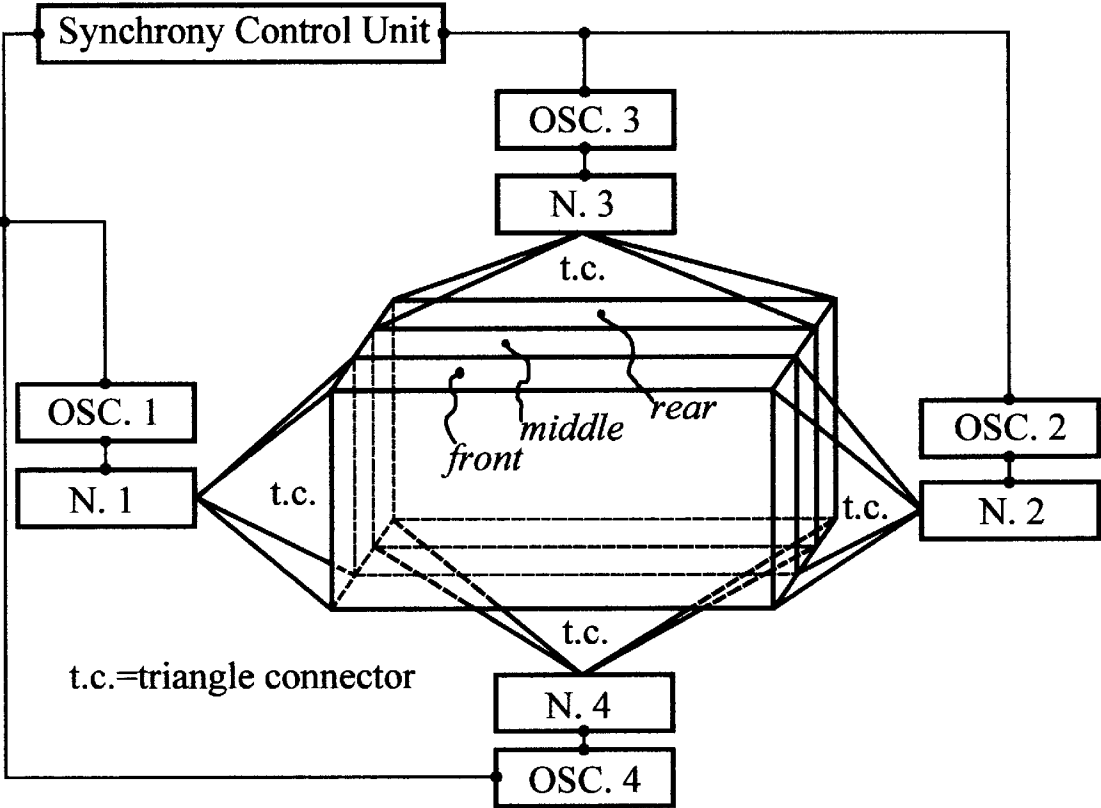 Synchrony Control Unit
OSC. 3
N. 3
t.c.
rear
middle
front
OSC. 1
N. 1
t.c.
OSC. 2
N. 2
t.c.
t.c.
t.c.=triangle connector
N. 4
OSC. 4